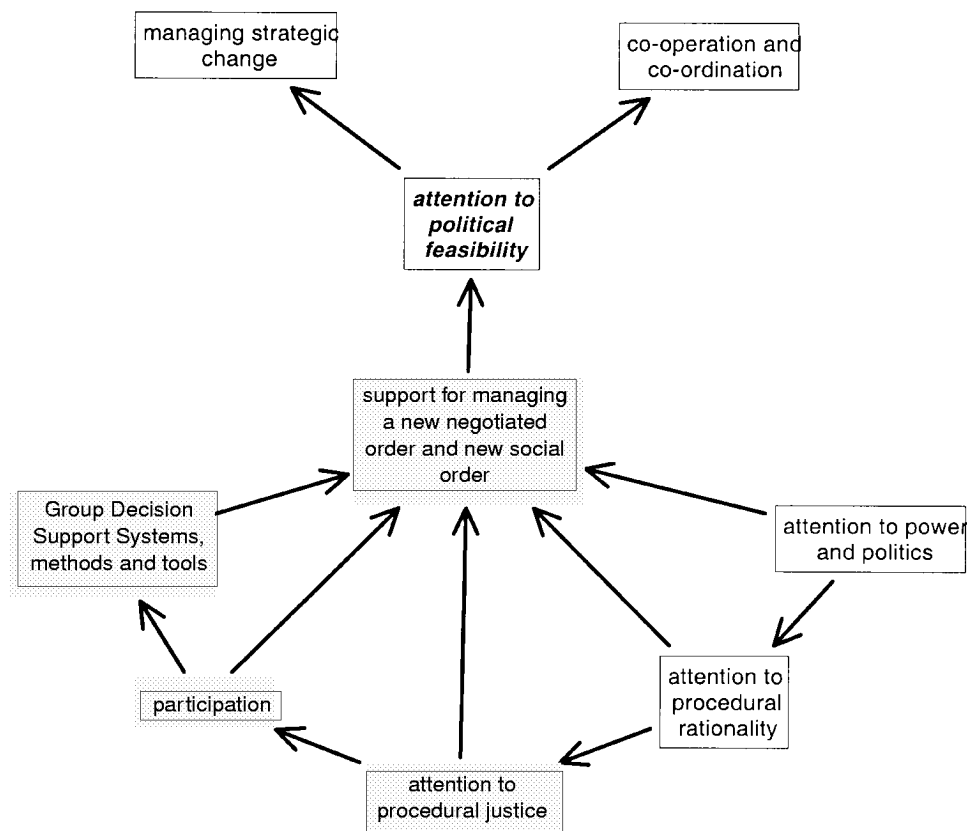 managing strategic
change
co-operation and
co-ordination
attention to
political
feasibility
support for managing
a new negotiated
order and new social
order
Group Decision
Support Systems,
methods and tools
attention to power
and politics
participation
attention to
procedural
rationality
attention to
procedural justice